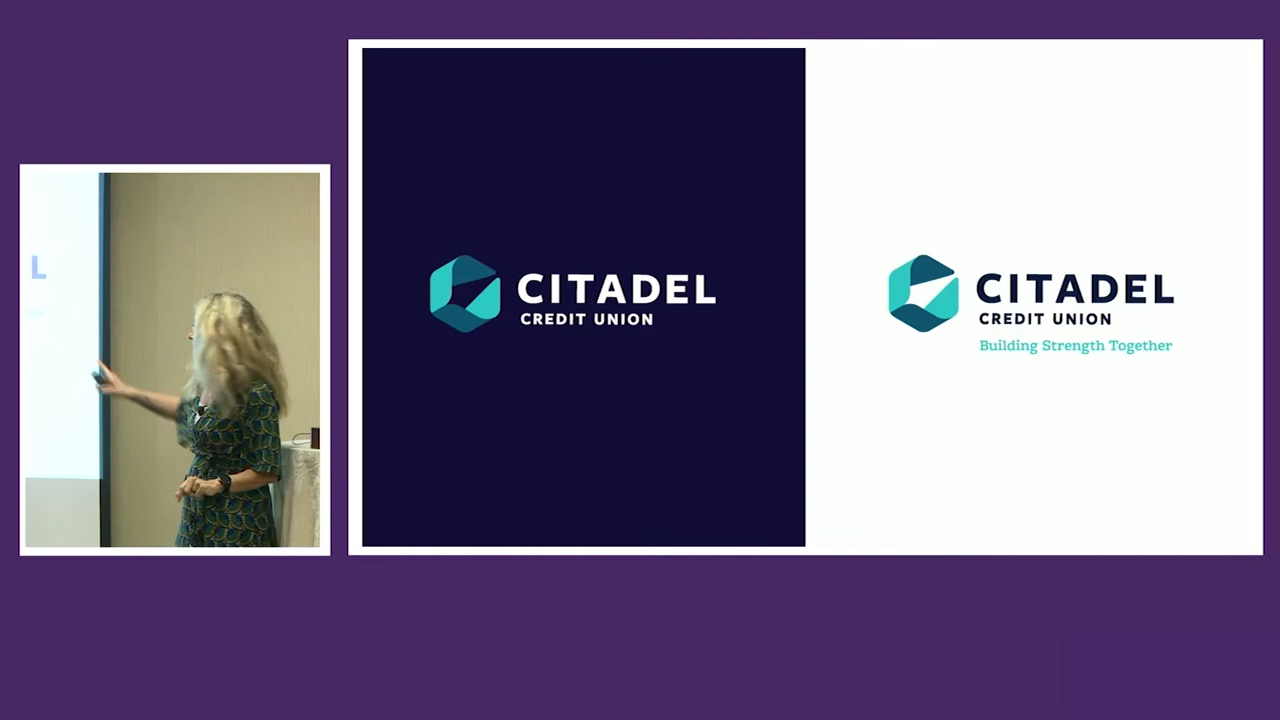 L
CITADEL
CREDIT UNION
CITADEL
CREDIT UNION
Building Strength Together